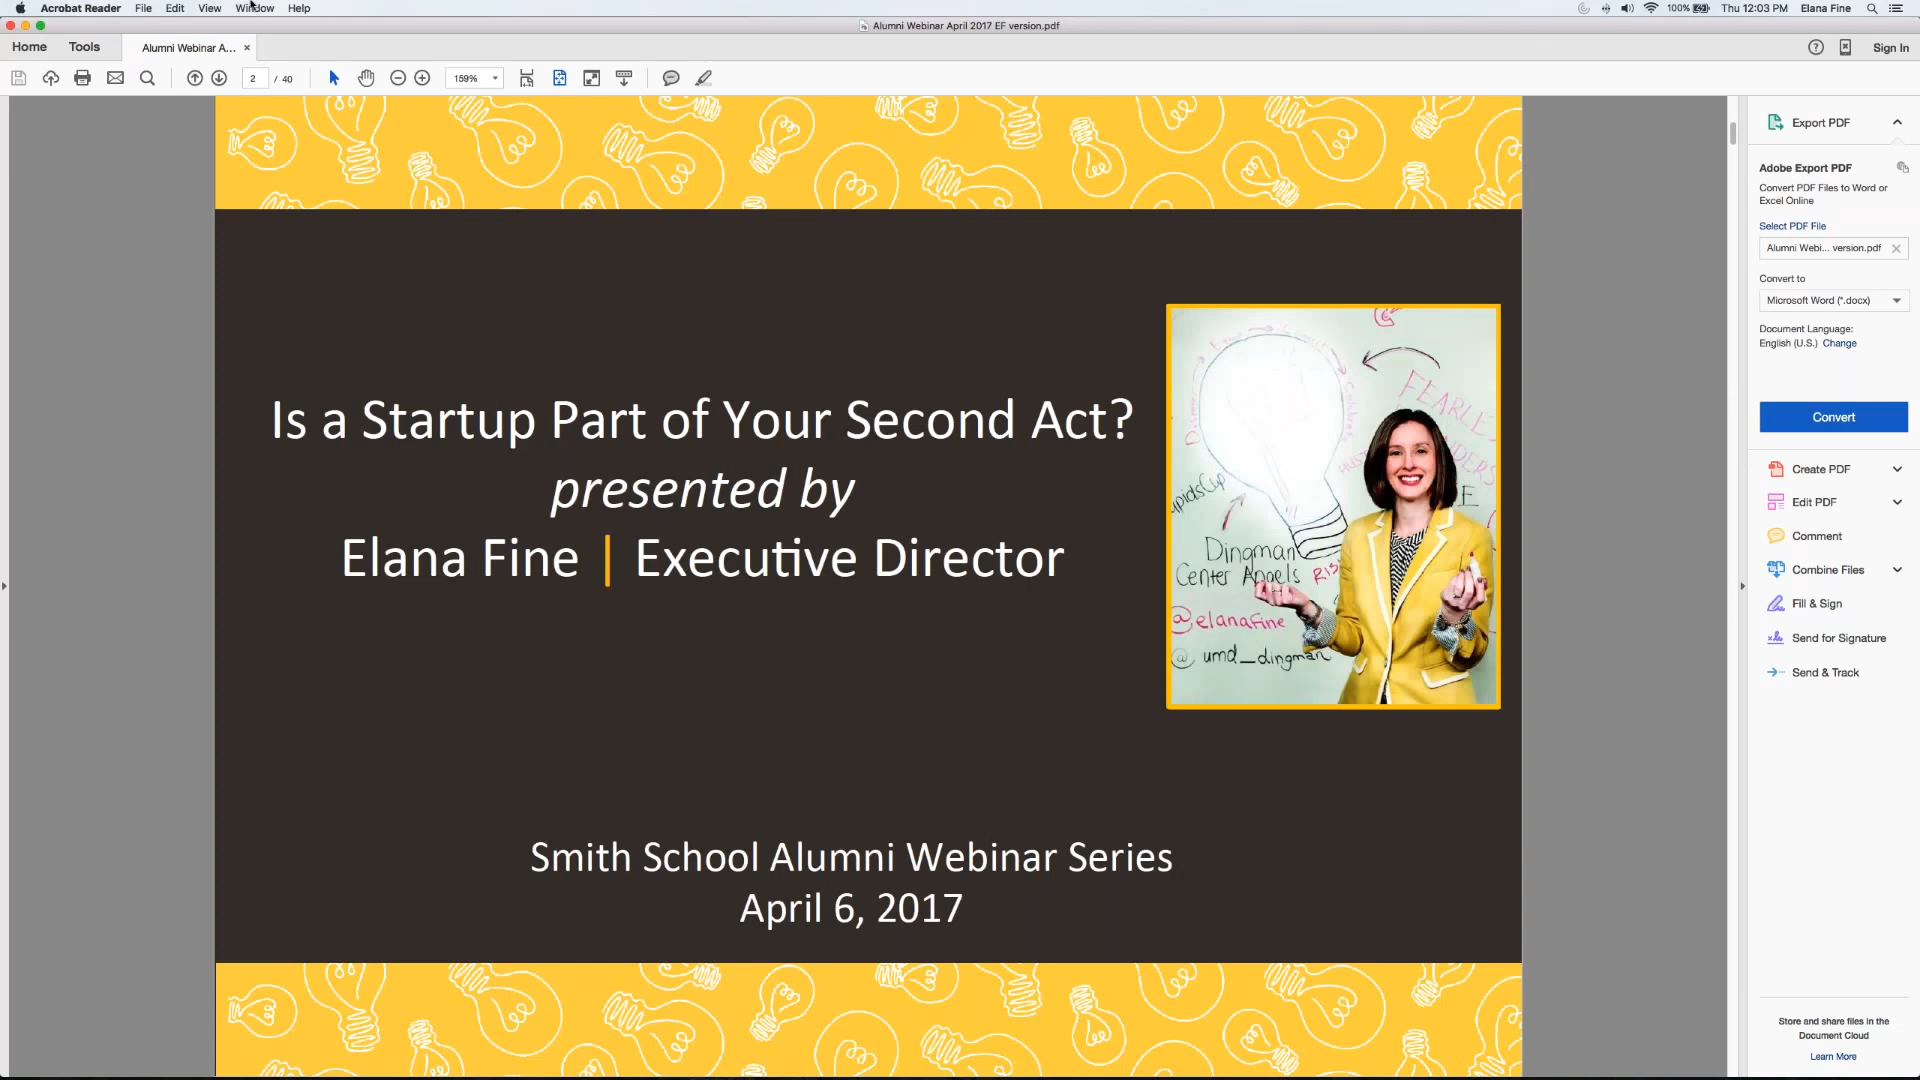 Acrobat Reader File Edit View Window Help
100% Thu 12:03 PM Elana Fine
Alumni Webinar April 2017 EF version.pdf
Home Tools Alumni Webinar A... × Sign In
2 / 40 159%
Is a Startup Part of Your Second Act?
presented by
Elana Fine | Executive Director
Smith School Alumni Webinar Series
April 6, 2017
Dingman
Center Angels
@elanafine
@umd_dingman
Export PDF
Adobe Export PDF
Convert PDF Files to Word or
Excel Online
Select PDF File
Alumni Webi... version.pdf
Convert to
Microsoft Word (*.docx)
Document Language:
English (U.S.) Change
Convert
Create PDF
Edit PDF
Comment
Combine Files
Fill & Sign
Send for Signature
Send & Track
Store and share files in the
Document Cloud
Learn More